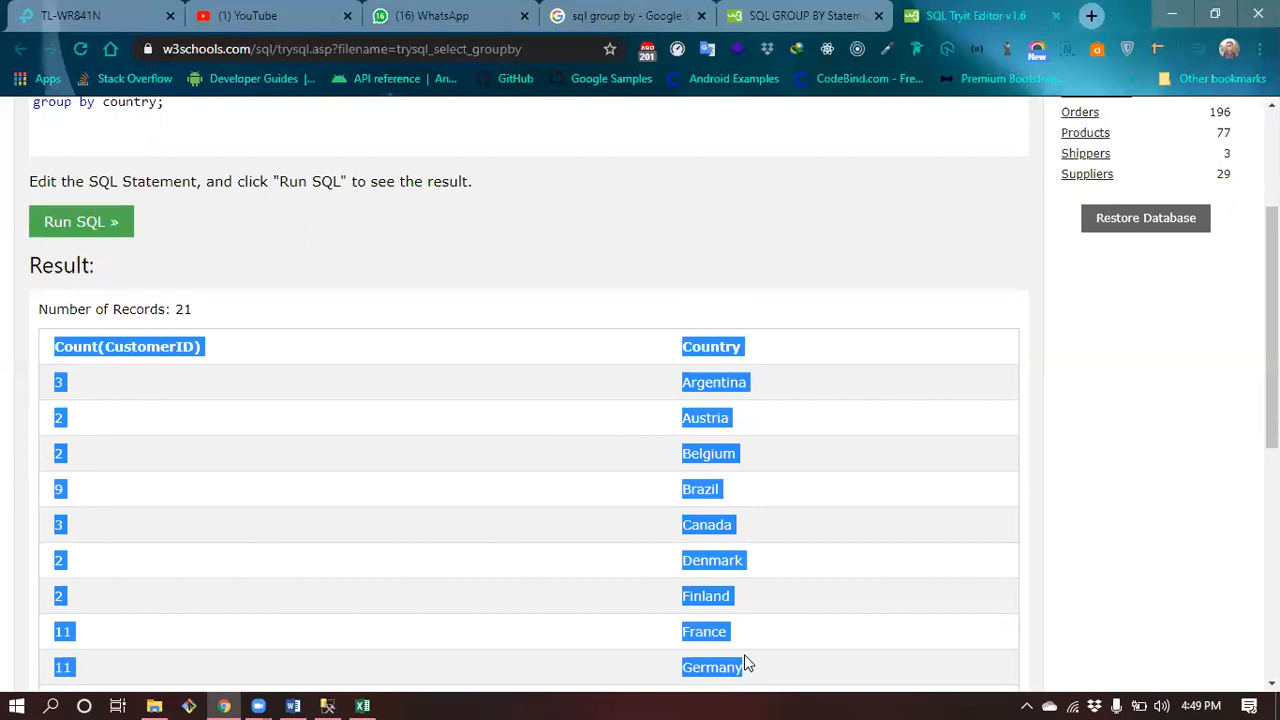 TL-WR841N
(1) YouTube
(16) WhatsApp
sql group by - Google S
SQL GROUP BY Statem
SQL Tryit Editor v1.6
w3schools.com/sql/trysql.asp?filename=trysql_select_groupby
ABP
201
New
Apps
Stack Overflow
Developer Guides |...
API reference | An...
GitHub
Google Samples
Android Examples
CodeBind.com - Fre...
Premium Bootstrap...
Other bookmarks
group by country;
Orders 196
Products 77
Shippers 3
Suppliers 29
Restore Database
Edit the SQL Statement, and click "Run SQL" to see the result.
Run SQL »
Result:
Number of Records: 21
Count(CustomerID) Country
3 Argentina
2 Austria
2 Belgium
9 Brazil
3 Canada
2 Denmark
2 Finland
11 France
11 Germany
4:49 PM